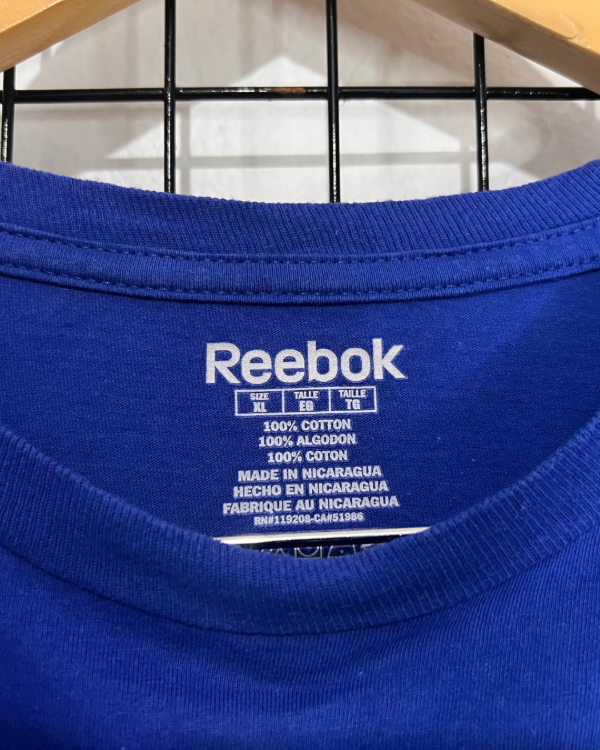 Reebok
SIZE TALLE TAILLE
XL EG TG
100% COTTON
100% ALGODON
100% COTON
MADE IN NICARAGUA
HECHO EN NICARAGUA
FABRIQUE AU NICARAGUA
RN#119208-CA#51986